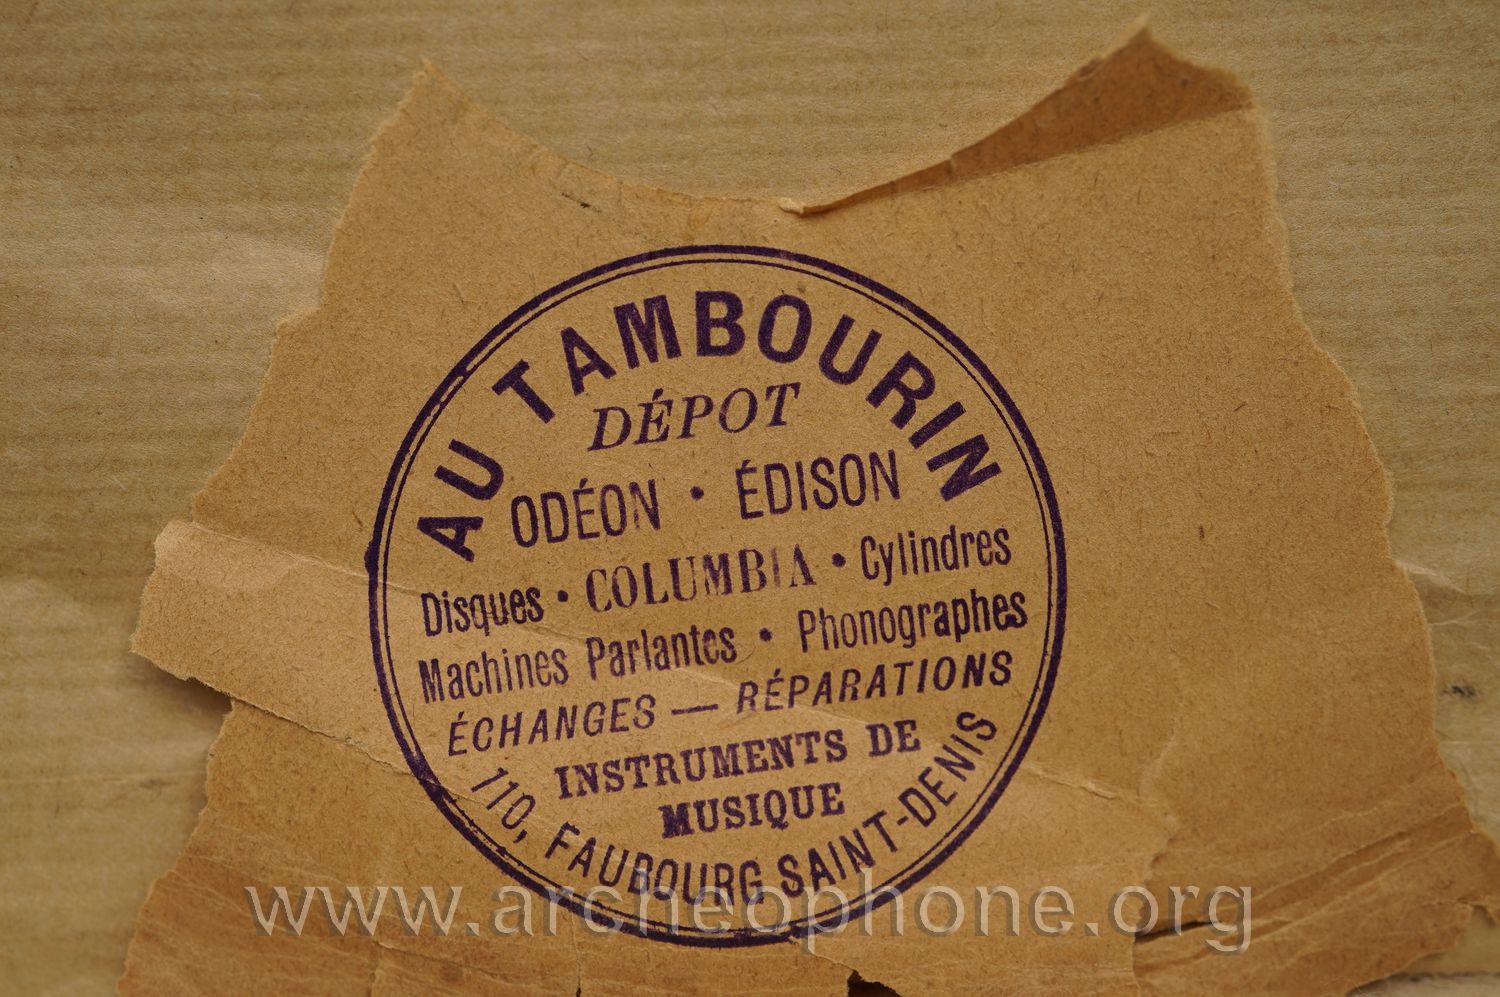 AU TAMBOURIN
DÉPOT
ODÉON • ÉDISON
Disques • COLUMBIA • Cylindres
Machines Parlantes • Phonographes
ÉCHANGES — RÉPARATIONS
INSTRUMENTS DE
MUSIQUE
110, FAUBOURG SAINT-DENIS
www.archeophone.org